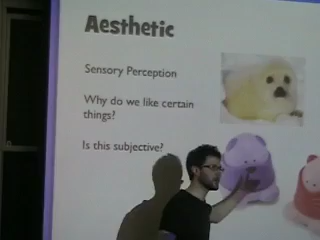 Aesthetic
Sensory Perception
Why do we like certain
things?
Is this subjective?